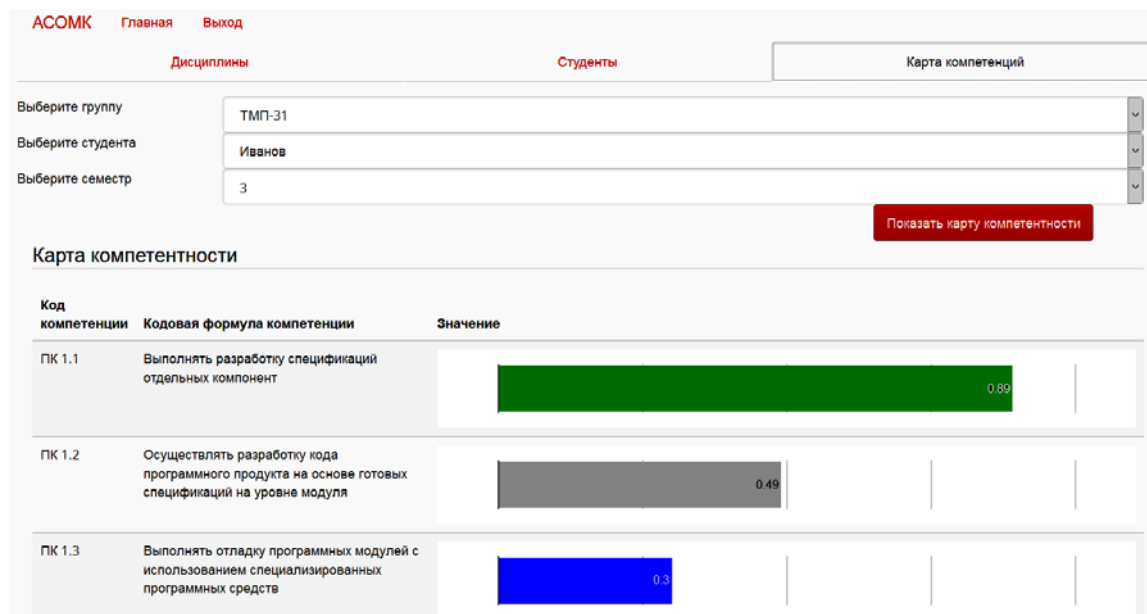 АСОМК Главная Выход
Дисциплины Студенты Карта компетенций
Выберите группу ТМП-31
Выберите студента Иванов
Выберите семестр 3
Показать карту компетентности
Карта компетентности
Код
компетенции Кодовая формула компетенции Значение
ПК 1.1 Выполнять разработку спецификаций
отдельных компонент
0.89
ПК 1.2 Осуществлять разработку кода
программного продукта на основе готовых
спецификаций на уровне модуля
0.49
ПК 1.3 Выполнять отладку программных модулей с
использованием специализированных
программных средств
0.3